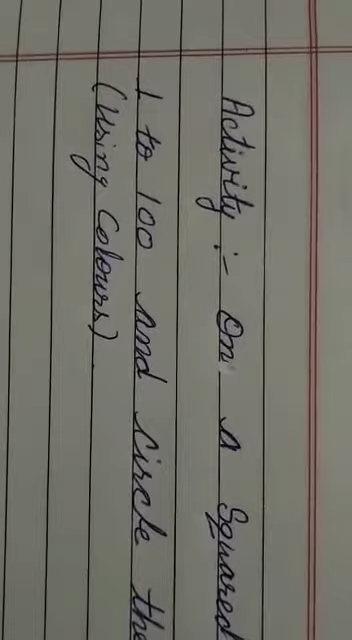 Activity :- On a Squared
1 to 100 and circle the
(Using Colours)